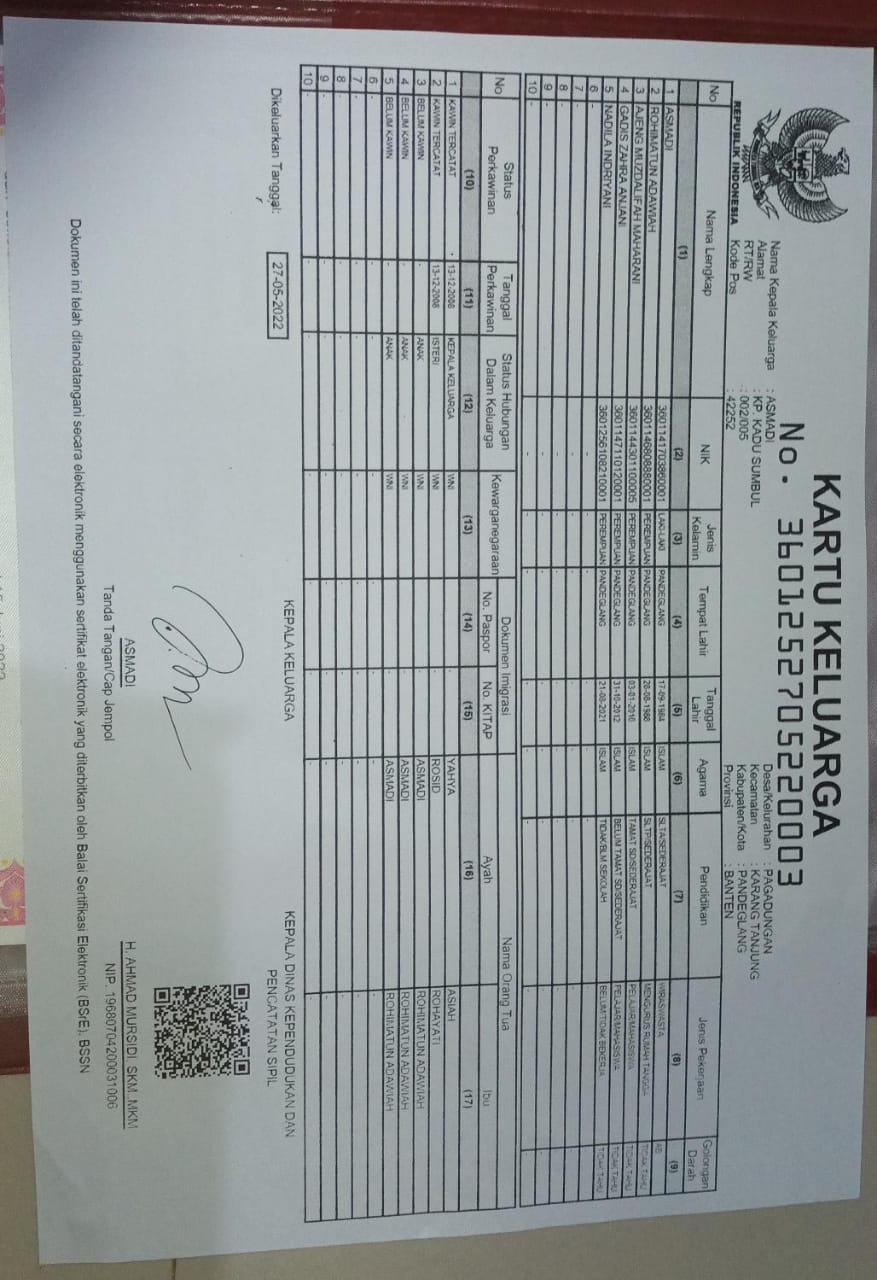 REPUBLIK INDONESIA
KARTU KELUARGA
No. 3601252705220003
Nama Kepala Keluarga : ASMADI
Alamat : KP. KADU SUMBUL
RT/RW : 002/005
Kode Pos : 42252
Desa/Kelurahan : PAGADUNGAN
Kecamatan : KARANG TANJUNG
Kabupaten/Kota : PANDEGLANG
Provinsi : BANTEN
No Nama Lengkap NIK Jenis Kelamin Tempat Lahir Tanggal Lahir Agama Pendidikan Jenis Pekerjaan Golongan Darah
(1) (2) (3) (4) (5) (6) (7) (8) (9)
1 ASMADI 3601141703860001 LAKI-LAKI PANDEGLANG ISLAM SLTA/SEDERAJAT WIRASWASTA AB
2 ROHIMATUN ADAWIAH 3601146808880001 PEREMPUAN PANDEGLANG 28-08-1988 ISLAM SLTP/SEDERAJAT MENGURUS RUMAH TANGGA TIDAK TAHU
3 AJENG MUZDALIFAH MAHARANI 3601144301100005 PEREMPUAN PANDEGLANG 03-01-2010 ISLAM TAMAT SD/SEDERAJAT PELAJAR/MAHASISWA TIDAK TAHU
4 GADIS ZAHRA ANJANI 3601147110120001 PEREMPUAN PANDEGLANG 31-10-2012 ISLAM BELUM TAMAT SD/SEDERAJAT PELAJAR/MAHASISWA TIDAK TAHU
5 NADILA INDRIYANI 3601256108210001 PEREMPUAN PANDEGLANG 21-08-2021 ISLAM TIDAK/BLM SEKOLAH BELUM/TIDAK BEKERJA TIDAK TAHU
6 - - - - - - - - -
7 - - - - - - - - -
8 - - - - - - - - -
9 - - - - - - - - -
10 - - - - - - - - -
No Status Perkawinan Tanggal Perkawinan Status Hubungan Dalam Keluarga Kewarganegaraan Dokumen Imigrasi Nama Orang Tua
No. Paspor No. KITAP Ayah Ibu
(10) (11) (12) (13) (14) (15) (16) (17)
1 KAWIN TERCATAT 13-12-2008 KEPALA KELUARGA WNI - - YAHYA ASIAH
2 KAWIN TERCATAT 13-12-2008 ISTERI WNI - - ROSID ROHAYATI
3 BELUM KAWIN - ANAK WNI - - ASMADI ROHIMATUN ADAWIAH
4 BELUM KAWIN - ANAK WNI - - ASMADI ROHIMATUN ADAWIAH
5 BELUM KAWIN - ANAK WNI - - ASMADI ROHIMATUN ADAWIAH
6 - - - - - - - -
7 - - - - - - - -
8 - - - - - - - -
9 - - - - - - - -
10 - - - - - - - -
Dikeluarkan Tanggal: 27-05-2022
KEPALA KELUARGA
ASMADI
Tanda Tangan/Cap Jempol
KEPALA DINAS KEPENDUDUKAN DAN
PENCATATAN SIPIL
H. AHMAD MURSIDI, SKM.,MKM
NIP. 196807042000031006
Dokumen ini telah ditandatangani secara elektronik menggunakan sertifikat elektronik yang diterbitkan oleh Balai Sertifikasi Elektronik (BSrE), BSSN